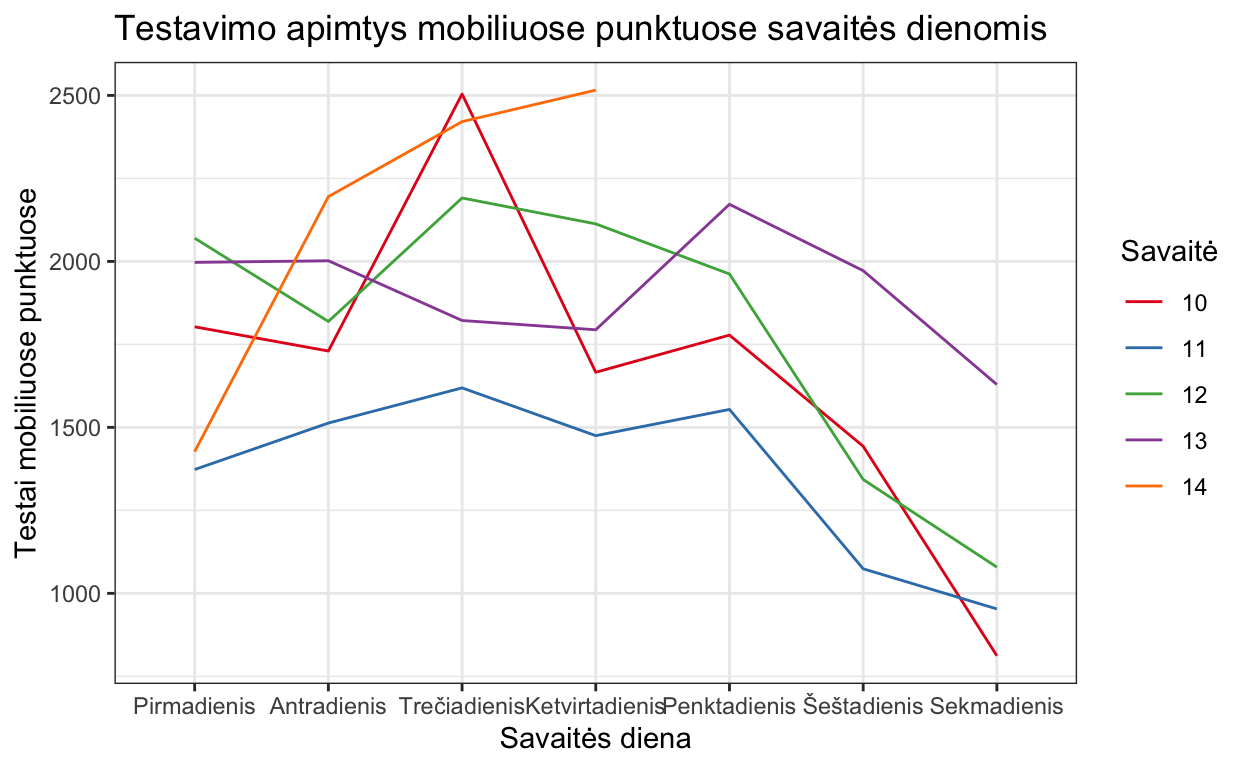 Testavimo apimtys mobiliuose punktuose savaitės dienomis
Testai mobiliuose punktuose
2500
2000
1500
1000
Pirmadienis Antradienis Trečiadienis Ketvirtadienis Penktadienis Šeštadienis Sekmadienis
Savaitės diena
Savaitė
10
11
12
13
14